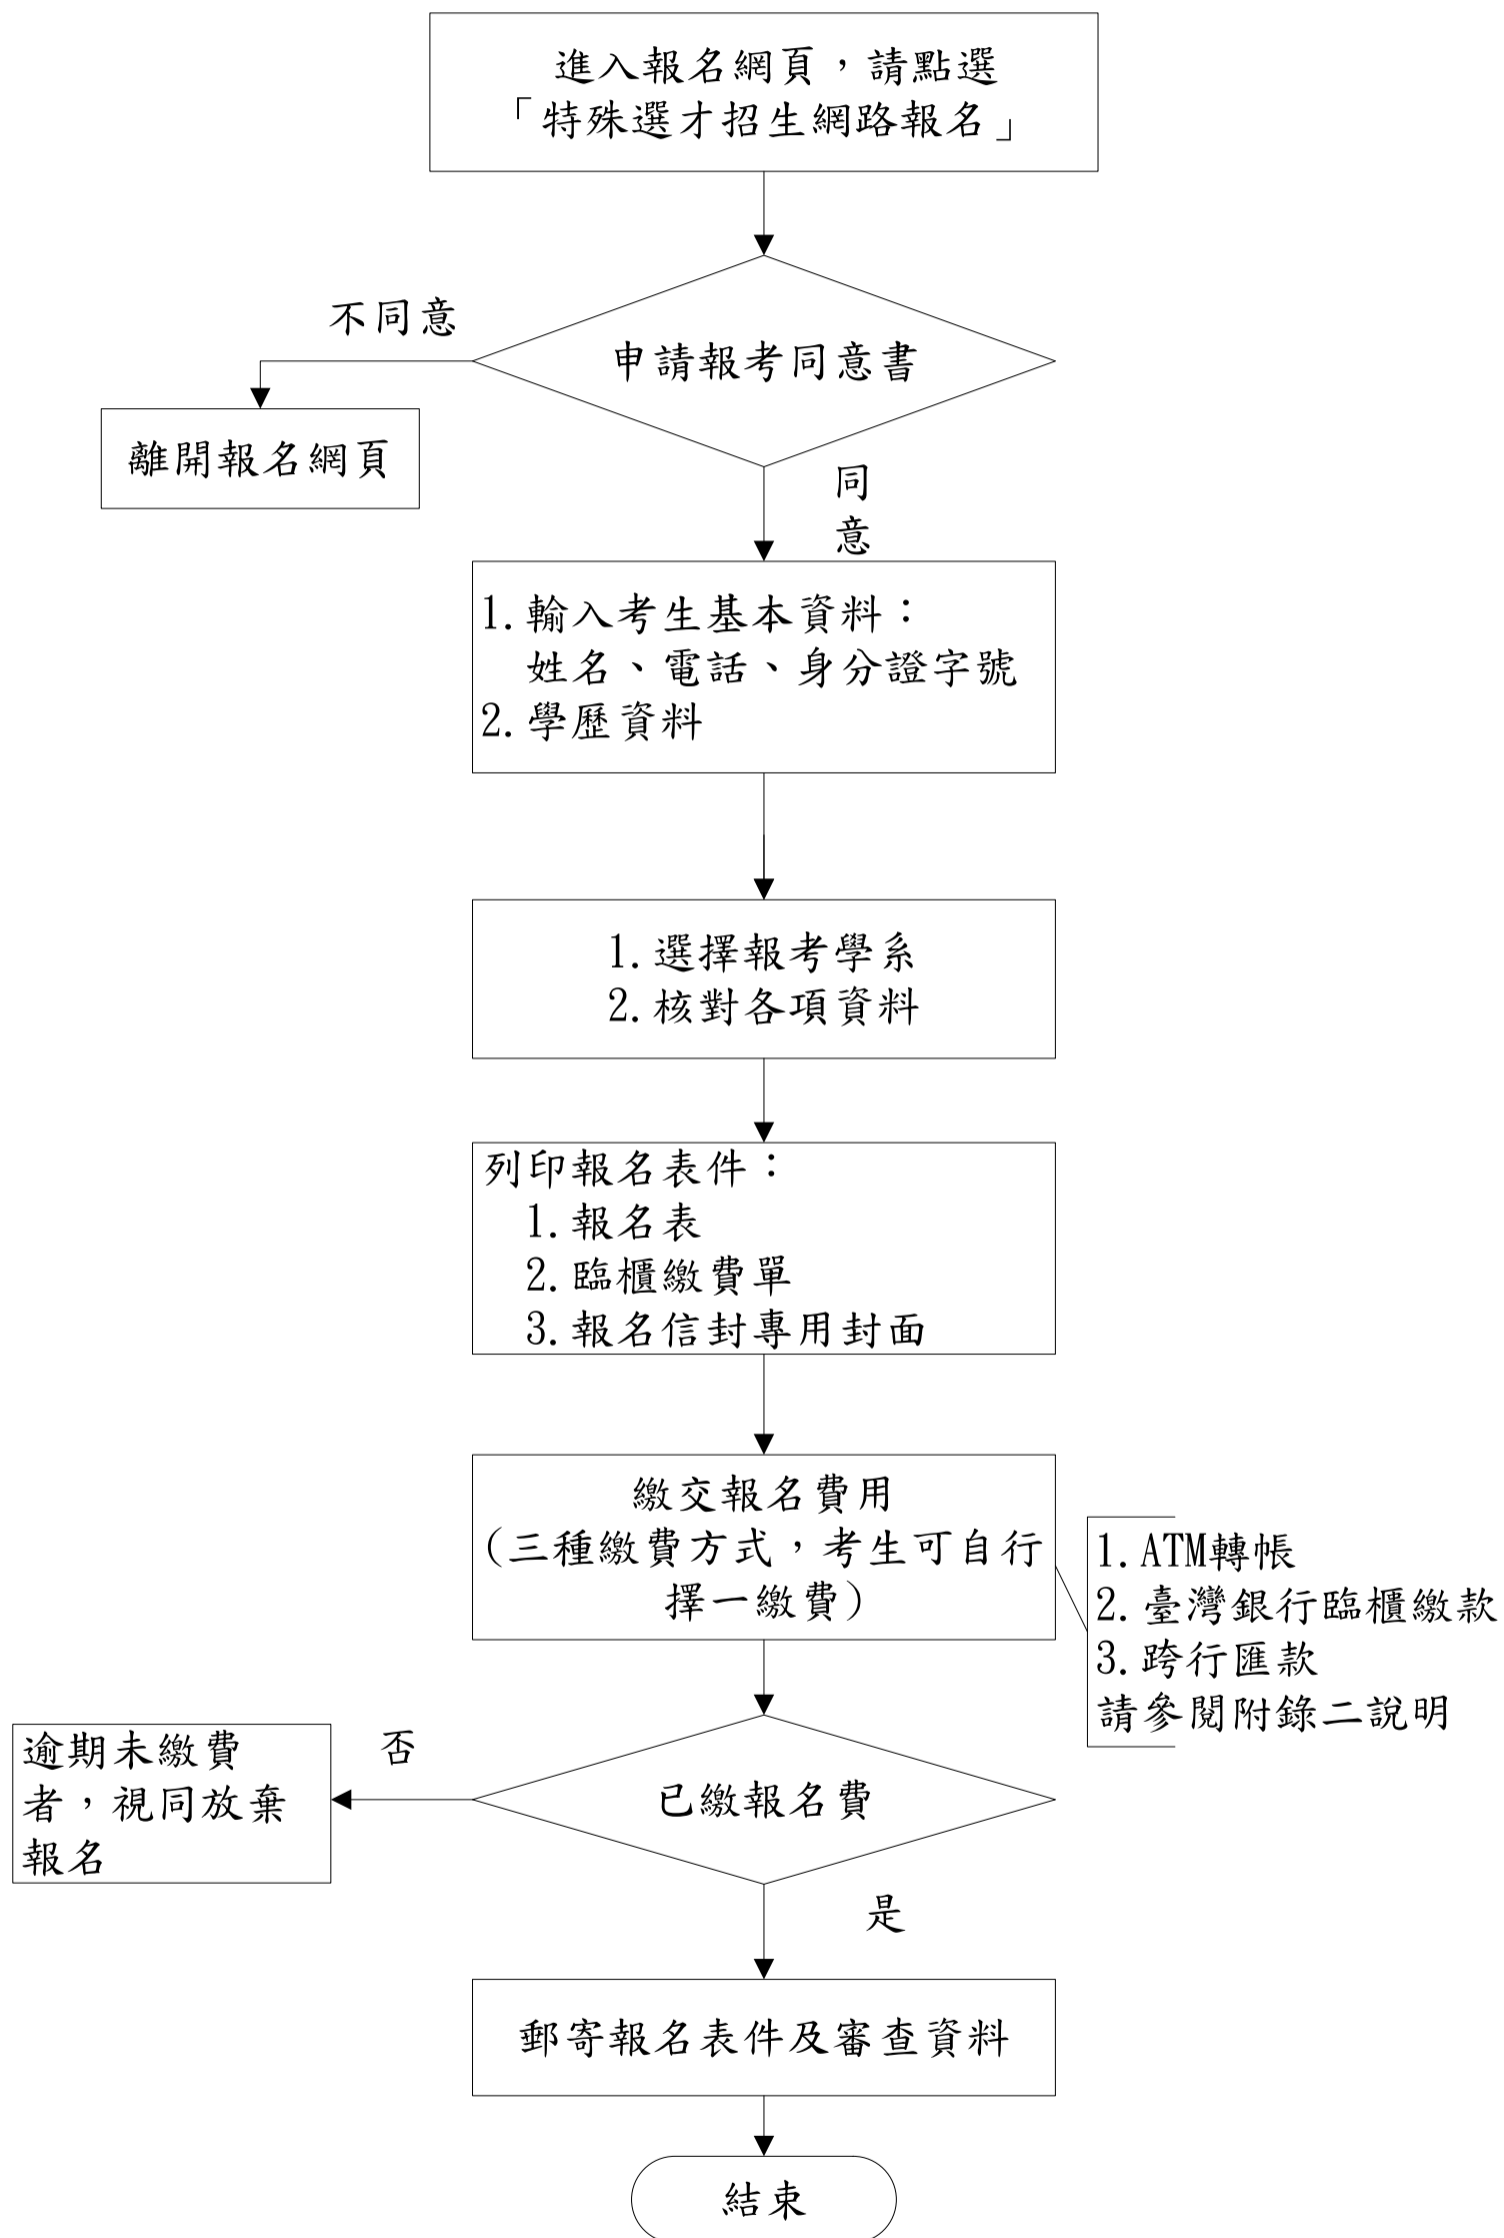 進入報名網頁，請點選
「特殊選才招生網路報名」
不同意
申請報考同意書
離開報名網頁
同
意
1.輸入考生基本資料：
姓名、電話、身分證字號
2.學歷資料
1.選擇報考學系
2.核對各項資料
列印報名表件：
1.報名表
2.臨櫃繳費單
3.報名信封專用封面
繳交報名費用
(三種繳費方式，考生可自行
擇一繳費)
1.ATM轉帳
2.臺灣銀行臨櫃繳款
3.跨行匯款
請參閱附錄二說明
逾期未繳費
者，視同放棄
報名
否
已繳報名費
是
郵寄報名表件及審查資料
結束